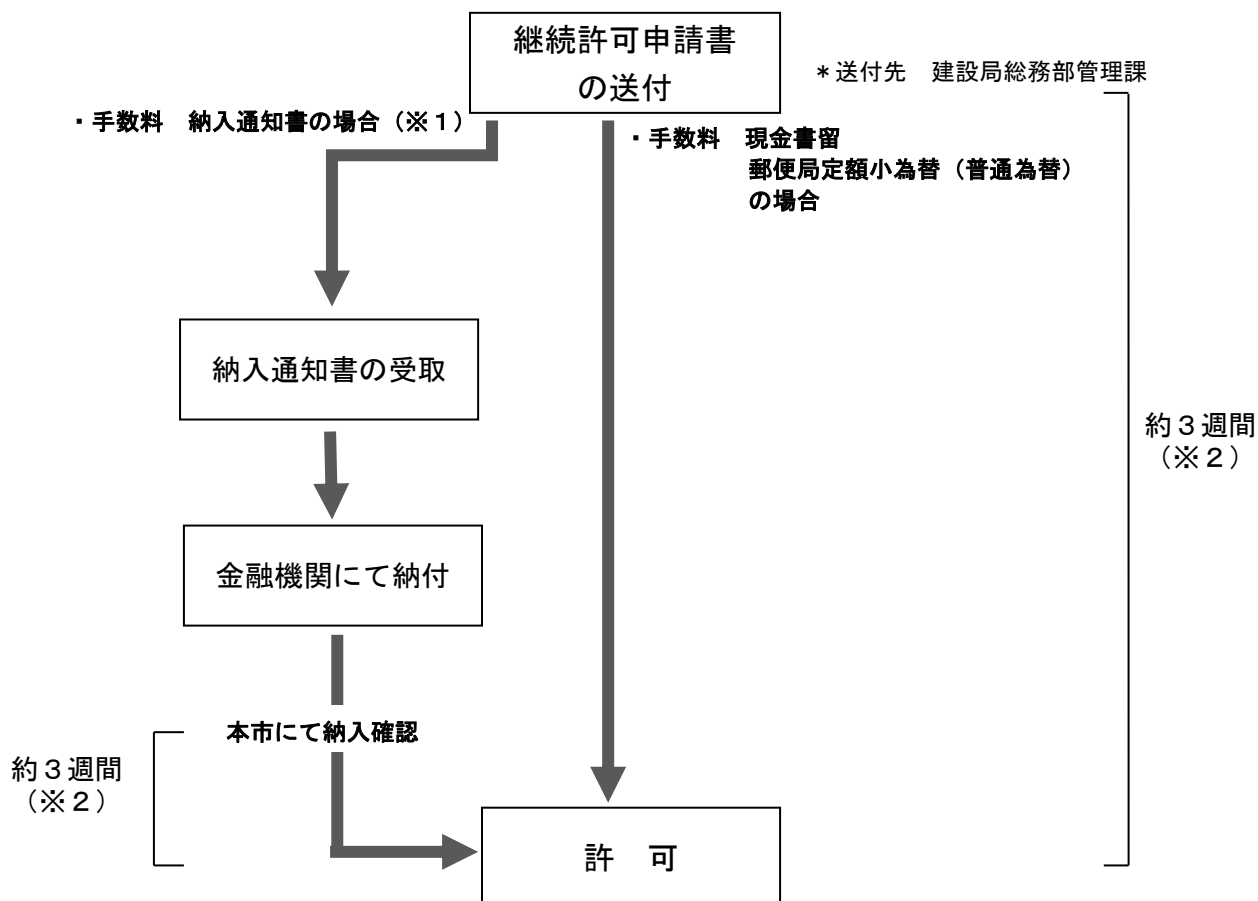 継続許可申請書
の送付
＊送付先　建設局総務部管理課
・手数料　納入通知書の場合（※１）
・手数料　現金書留
郵便局定額小為替（普通為替）
の場合
納入通知書の受取
約３週間
（※２）
金融機関にて納付
本市にて納入確認
約３週間
（※２）
許　可